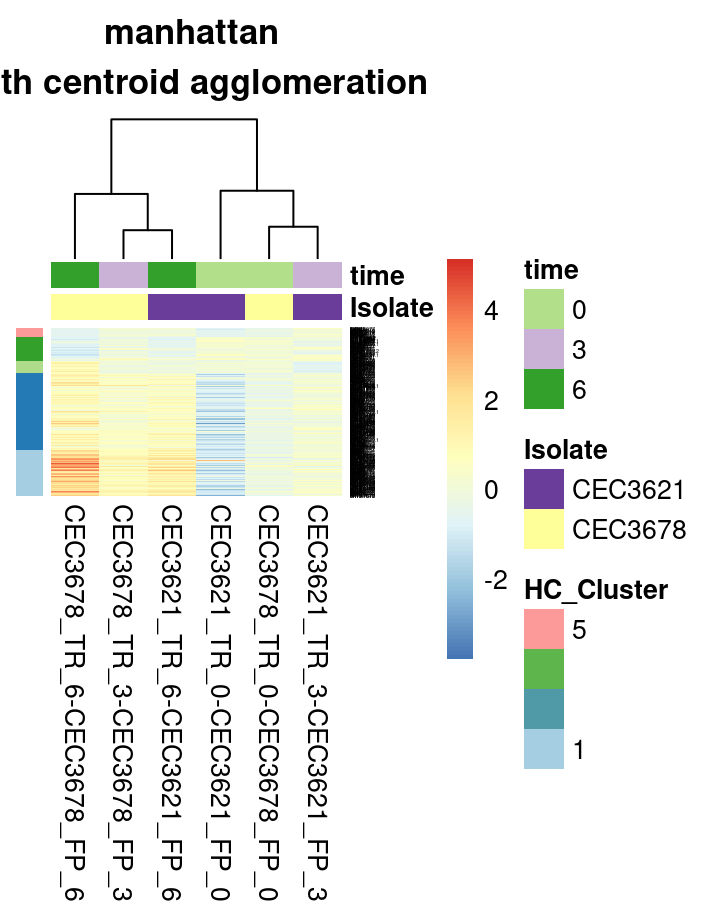 manhattan
th centroid agglomeration
time
Isolate
4
2
0
-2
time
0
3
6
Isolate
CEC3621
CEC3678
HC_Cluster
5
1
CEC3678_TR_6-CEC3678_FP_6
CEC3678_TR_3-CEC3678_FP_3
CEC3621_TR_6-CEC3621_FP_6
CEC3621_TR_0-CEC3621_FP_0
CEC3678_TR_0-CEC3678_FP_0
CEC3621_TR_3-CEC3621_FP_3